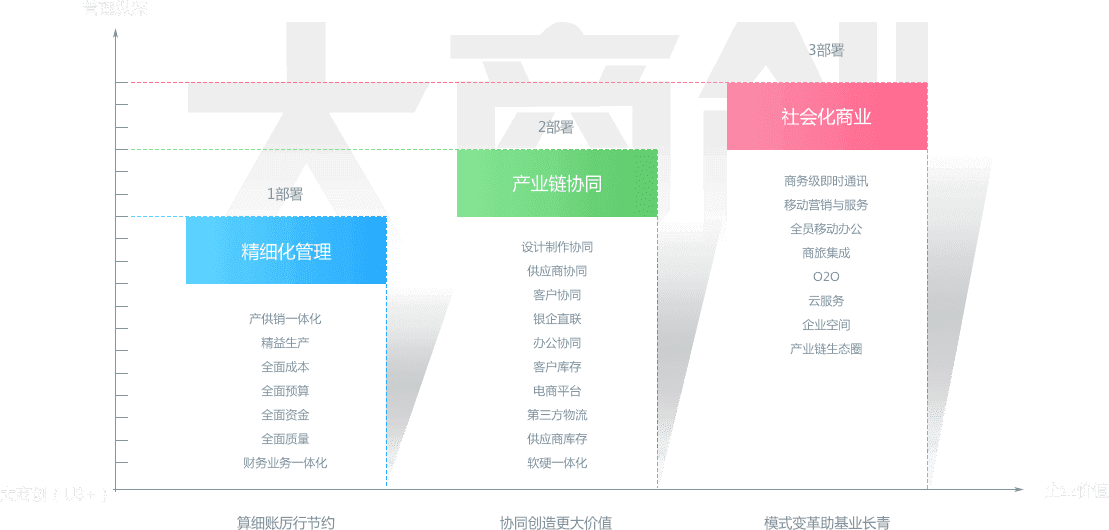 大商创
3部署
社会化商业
商务级即时通讯
移动营销与服务
全员移动办公
商旅集成
O2O
云服务
企业空间
产业链生态圈
2部署
产业链协同
设计制作协同
供应商协同
客户协同
银企直联
办公协同
客户库存
电商平台
第三方物流
供应商库存
软硬一体化
1部署
精细化管理
产供销一体化
精益生产
全面成本
全面预算
全面资金
全面质量
财务业务一体化
算细账厉行节约
协同创造更大价值
模式变革助基业长青